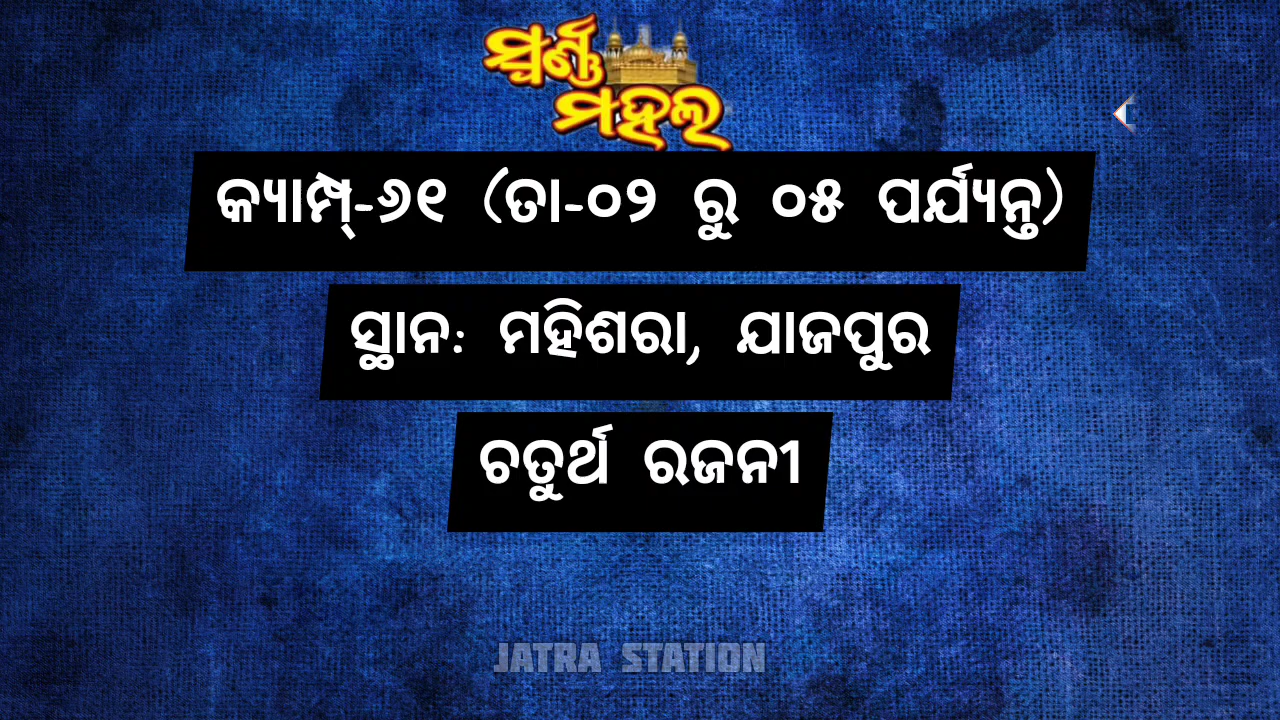 ସ୍ୱର୍ଣ୍ଣ
ମହଲ
କ୍ୟାମ୍ପ୍-୬୧ (ତା-୦୨ ରୁ ୦୫ ପର୍ଯ୍ୟନ୍ତ)
ସ୍ଥାନ: ମହିଶରା, ଯାଜପୁର
ଚତୁର୍ଥ ରଜନୀ
JATRA STATION